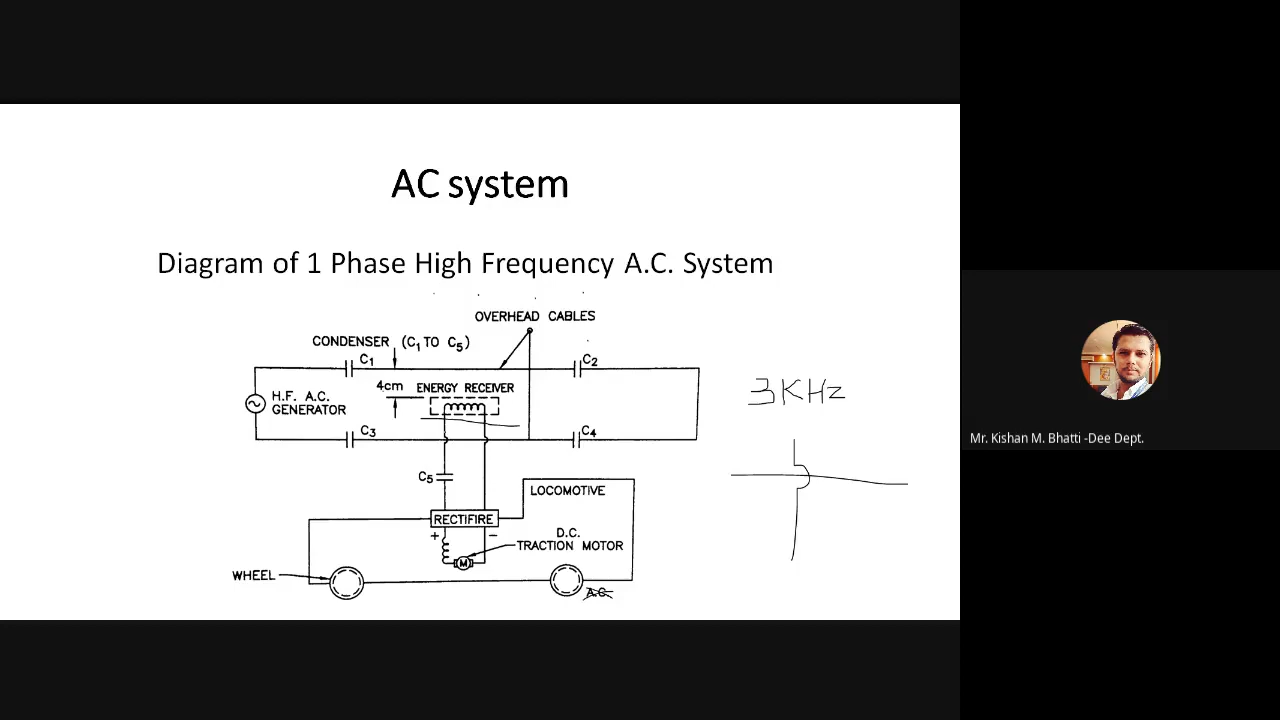 AC system
Diagram of 1 Phase High Frequency A.C. System
OVERHEAD CABLES
CONDENSER (C1 TO C5)
C1
C2
4cm ENERGY RECEIVER
H.F. A.C.
GENERATOR
3KHz
C3
C4
Mr. Kishan M. Bhatti -Dee Dept.
C5
LOCOMOTIVE
RECTIFIRE
+ −
D.C.
TRACTION MOTOR
M
WHEEL
A.C.